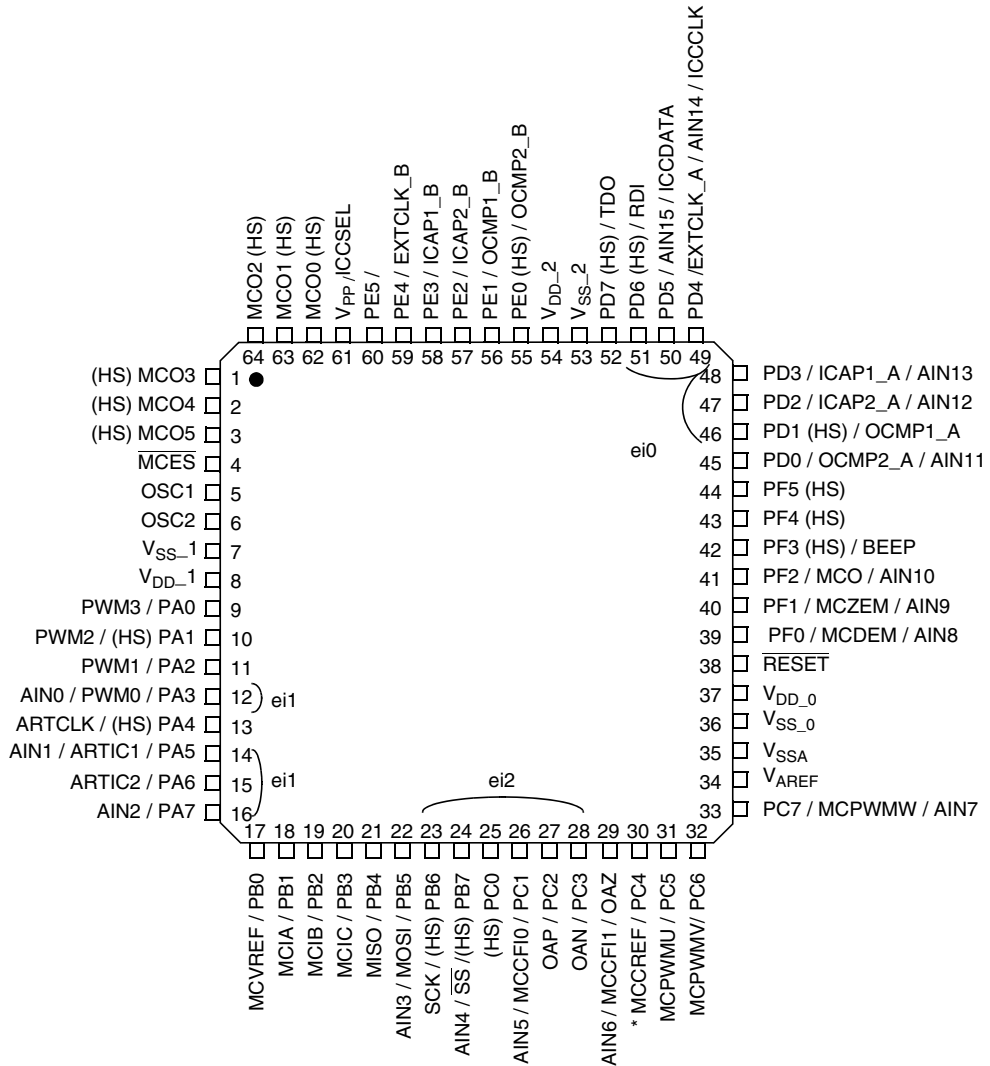 MCO2 (HS)
MCO1 (HS)
MCO0 (HS)
VPP /ICCSEL
PE5 /
PE4 / EXTCLK_B
PE3 / ICAP1_B
PE2 / ICAP2_B
PE1 / OCMP1_B
PE0 (HS) / OCMP2_B
VDD_2
VSS_2
PD7 (HS) / TDO
PD6 (HS) / RDI
PD5 / AIN15 / ICCDATA
PD4 /EXTCLK_A / AIN14 / ICCCLK
64 63 62 61 60 59 58 57 56 55 54 53 52 51 50 49
(HS) MCO3 1
(HS) MCO4 2
(HS) MCO5 3
MCES 4
OSC1 5
OSC2 6
VSS_1 7
VDD_1 8
PWM3 / PA0 9
PWM2 / (HS) PA1 10
PWM1 / PA2 11
AIN0 / PWM0 / PA3 12
ARTCLK / (HS) PA4 13
AIN1 / ARTIC1 / PA5 14
ARTIC2 / PA6 15
AIN2 / PA7 16
ei1
ei1
ei0
ei2
48 PD3 / ICAP1_A / AIN13
47 PD2 / ICAP2_A / AIN12
46 PD1 (HS) / OCMP1_A
45 PD0 / OCMP2_A / AIN11
44 PF5 (HS)
43 PF4 (HS)
42 PF3 (HS) / BEEP
41 PF2 / MCO / AIN10
40 PF1 / MCZEM / AIN9
39 PF0 / MCDEM / AIN8
38 RESET
37 VDD_0
36 VSS_0
35 VSSA
34 VAREF
33 PC7 / MCPWMW / AIN7
17 18 19 20 21 22 23 24 25 26 27 28 29 30 31 32
MCVREF / PB0
MCIA / PB1
MCIB / PB2
MCIC / PB3
MISO / PB4
AIN3 / MOSI / PB5
SCK / (HS) PB6
AIN4 / SS /(HS) PB7
(HS) PC0
AIN5 / MCCFI0 / PC1
OAP / PC2
OAN / PC3
AIN6 / MCCFI1 / OAZ
* MCCREF / PC4
MCPWMU / PC5
MCPWMV/ PC6